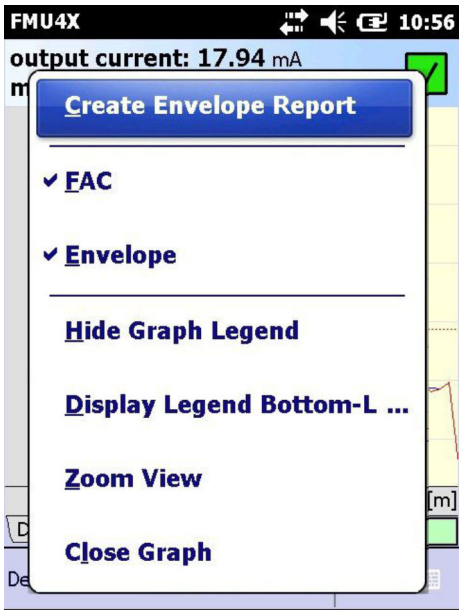 FMU4X 10:56
output current: 17.94 mA
m
Create Envelope Report
FAC
Envelope
Hide Graph Legend
Display Legend Bottom-L ...
Zoom View
[m]
Close Graph
D
De